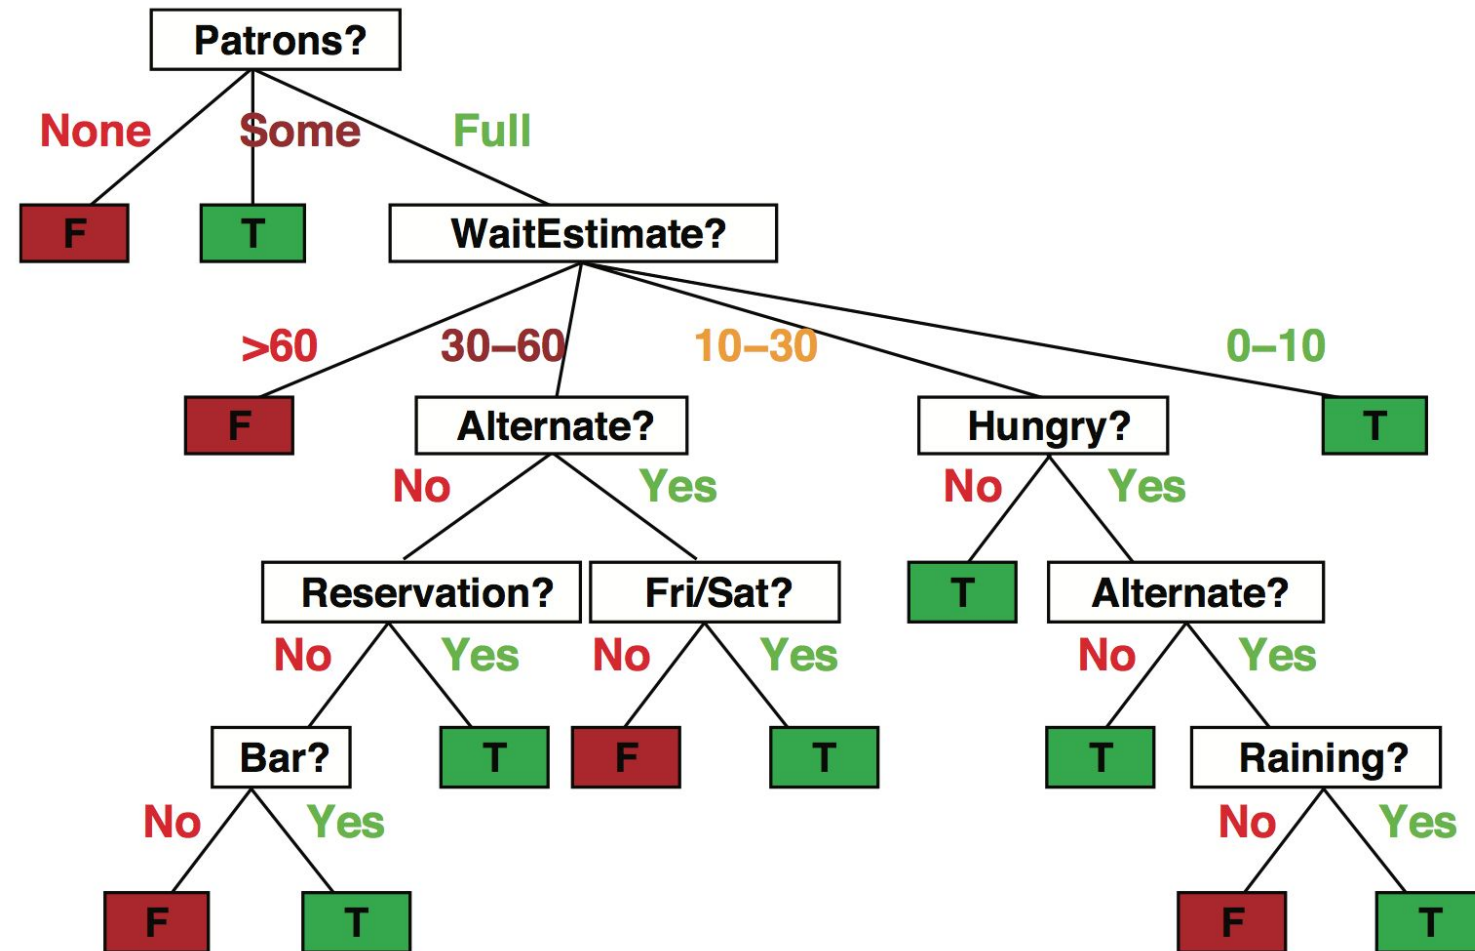 Patrons?
None Some Full
F T WaitEstimate?
>60 30–60 10–30 0–10
F Alternate? Hungry? T
No Yes No Yes
Reservation? Fri/Sat? T Alternate?
No Yes No Yes No Yes
Bar? T F T T Raining?
No Yes No Yes
F T F T